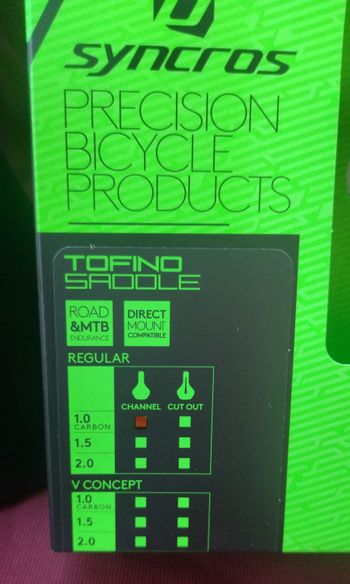 SYNCROS
PRECISION
BICYCLE
PRODUCTS
TOFINO
SADDLE
ROAD
&MTB
ENDURANCE
DIRECT
MOUNT
COMPATIBLE
REGULAR
CHANNEL CUT OUT
1.0
CARBON
1.5
2.0
V CONCEPT
1.0
CARBON
1.5
2.0